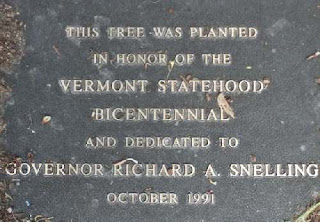 THIS TREE WAS PLANTED
IN HONOR OF THE
VERMONT STATEHOOD
BICENTENNIAL
AND DEDICATED TO
GOVERNOR RICHARD A. SNELLING
OCTOBER 1991